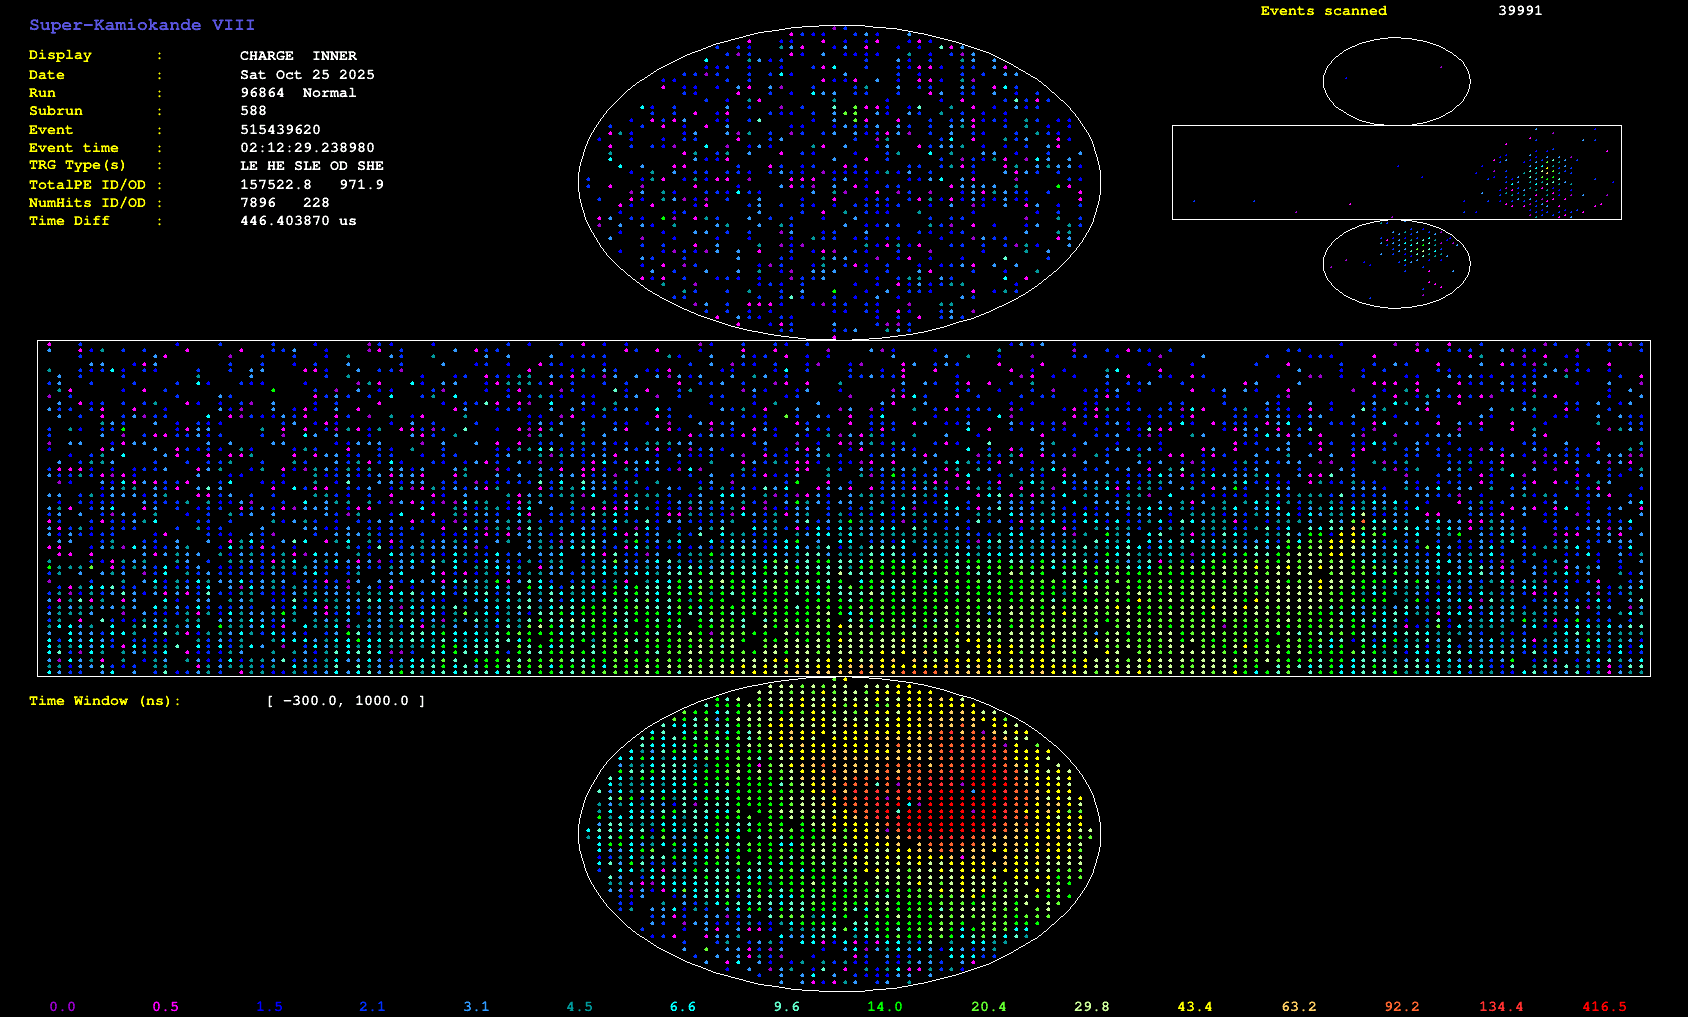 Super-Kamiokande VIII
Events scanned 39991
Display : CHARGE INNER
Date : Sat Oct 25 2025
Run : 96864 Normal
Subrun : 588
Event : 515439620
Event time : 02:12:29.238980
TRG Type(s) : LE HE SLE OD SHE
TotalPE ID/OD : 157522.8 971.9
NumHits ID/OD : 7896 228
Time Diff : 446.403870 us
Time Window (ns): [ -300.0, 1000.0 ]
0.0 0.5 1.5 2.1 3.1 4.5 6.6 9.6 14.0 20.4 29.8 43.4 63.2 92.2 134.4 416.5